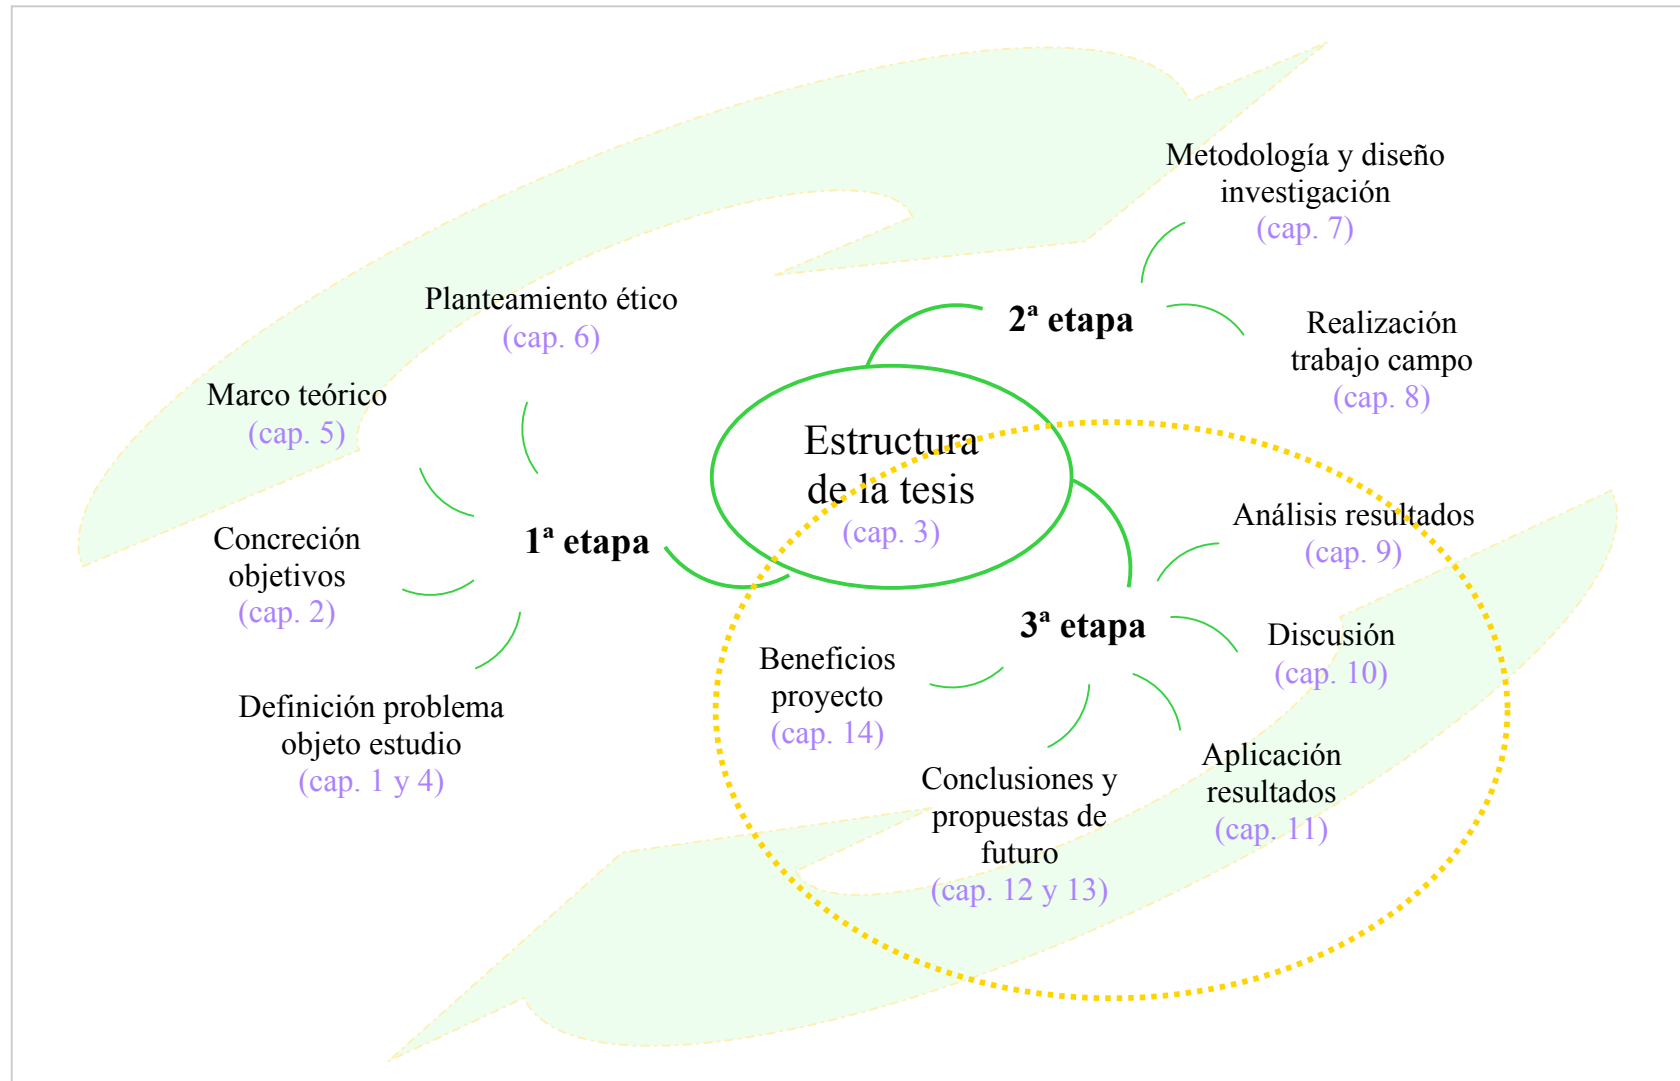 Estructura
de la tesis
(cap. 3)
1ª etapa
Definición problema
objeto estudio
(cap. 1 y 4)
Concreción
objetivos
(cap. 2)
Marco teórico
(cap. 5)
Planteamiento ético
(cap. 6)
2ª etapa
Metodología y diseño
investigación
(cap. 7)
Realización
trabajo campo
(cap. 8)
3ª etapa
Análisis resultados
(cap. 9)
Discusión
(cap. 10)
Aplicación
resultados
(cap. 11)
Conclusiones y
propuestas de
futuro
(cap. 12 y 13)
Beneficios
proyecto
(cap. 14)